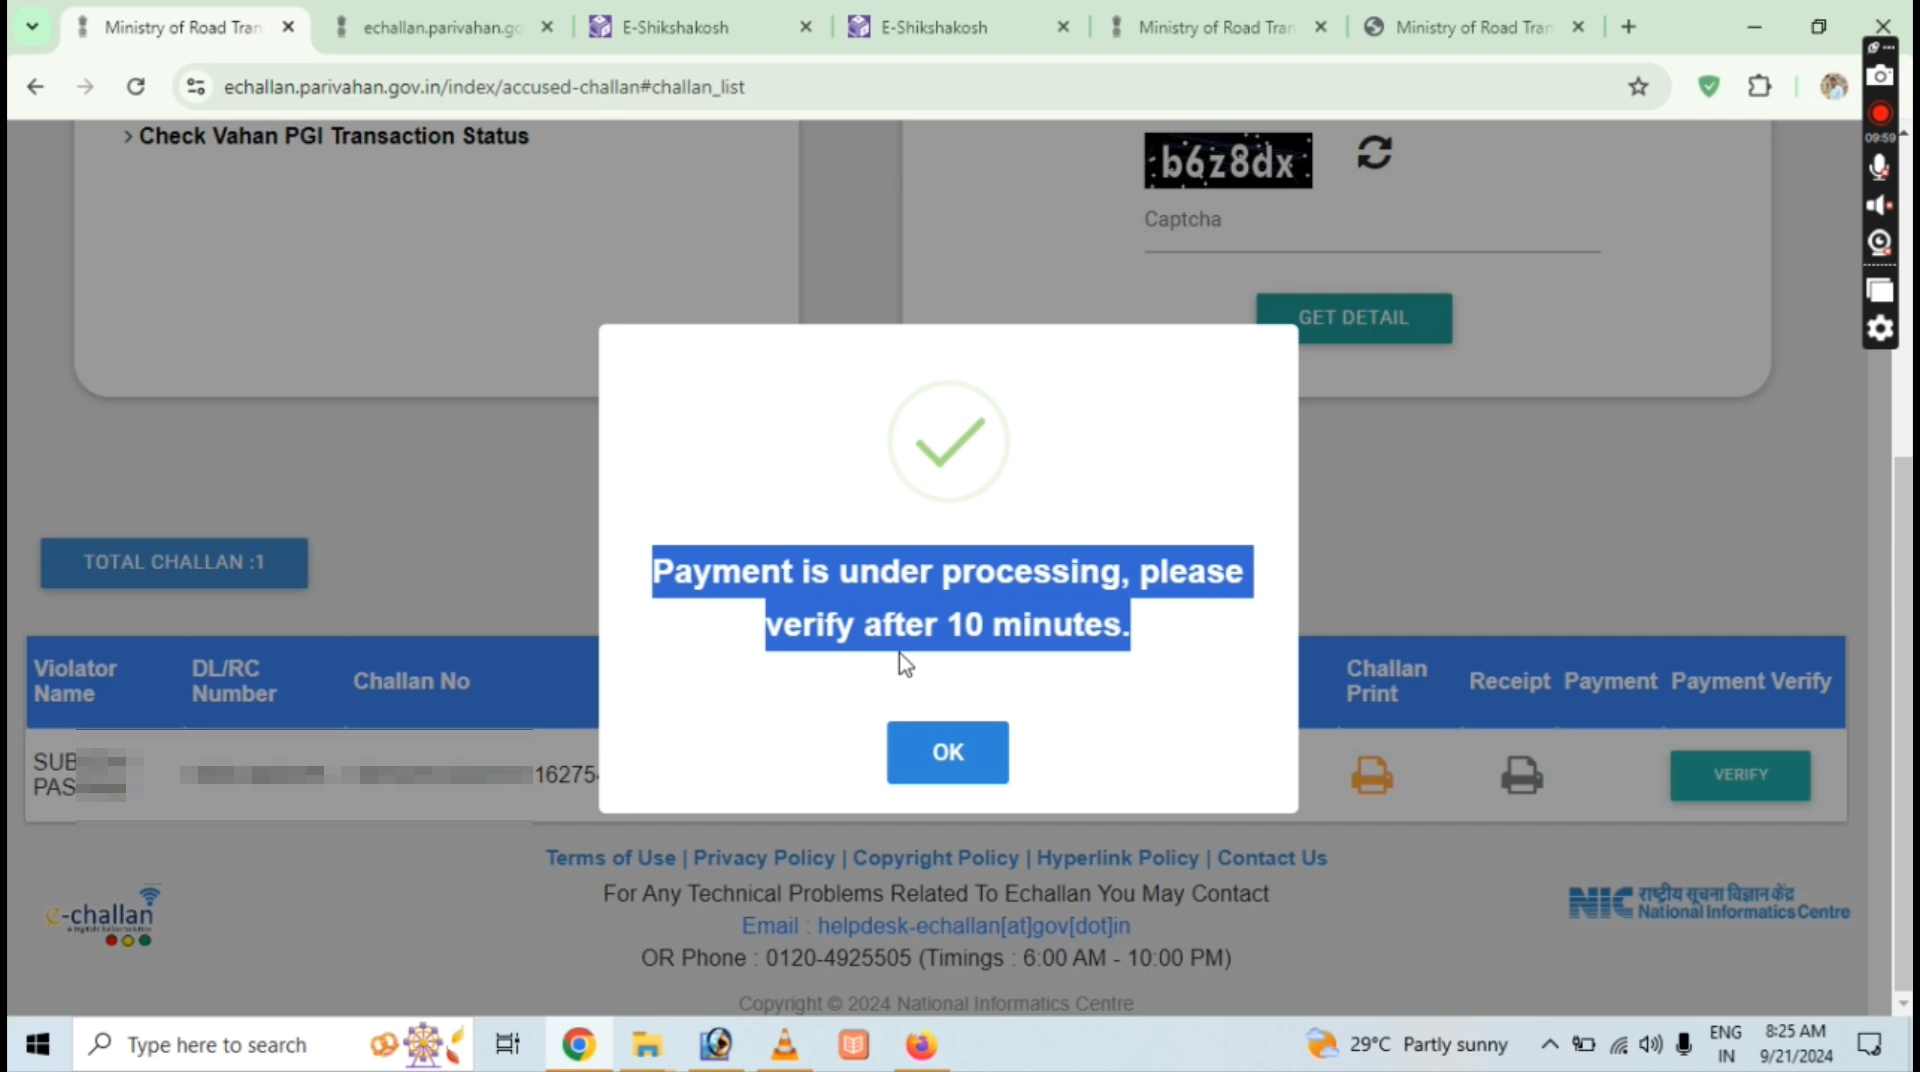 Ministry of Road Tran
echallan.parivahan.go
E-Shikshakosh
E-Shikshakosh
Ministry of Road Tran
Ministry of Road Tran
echallan.parivahan.gov.in/index/accused-challan#challan_list
09:59
> Check Vahan PGI Transaction Status
b6z8dx
Captcha
GET DETAIL
Payment is under processing, please
verify after 10 minutes.
OK
TOTAL CHALLAN :1
Violator Name
DL/RC Number
Challan No
Challan Print
Receipt
Payment
Payment Verify
SUB
PAS
16275
VERIFY
Terms of Use | Privacy Policy | Copyright Policy | Hyperlink Policy | Contact Us
For Any Technical Problems Related To Echallan You May Contact
Email : helpdesk-echallan[at]gov[dot]in
OR Phone : 0120-4925505 (Timings : 6:00 AM - 10:00 PM)
Copyright © 2024 National Informatics Centre
e-challan
NIC राष्ट्रीय सूचना विज्ञान केंद्र
National Informatics Centre
Type here to search
29°C Partly sunny
ENG
IN
8:25 AM
9/21/2024